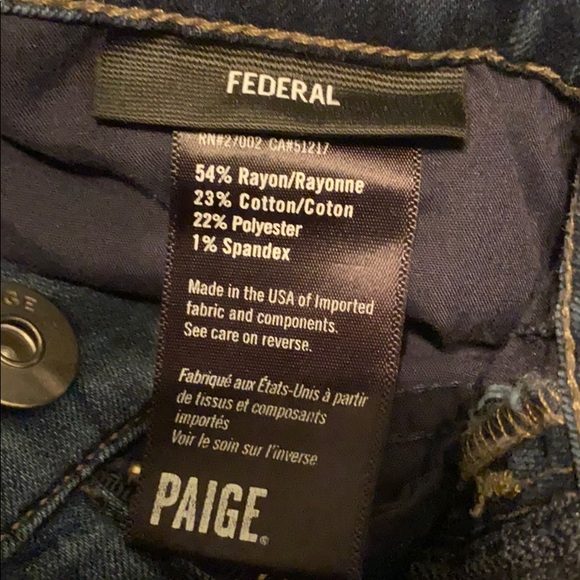 FEDERAL
RN#27002 CA#51217
54% Rayon/Rayonne
23% Cotton/Coton
22% Polyester
1% Spandex
Made in the USA of Imported
fabric and components.
See care on reverse.
Fabriqué aux États-Unis à partir
de tissus et composants
importés
Voir le soin sur l'inverse
PAIGE®